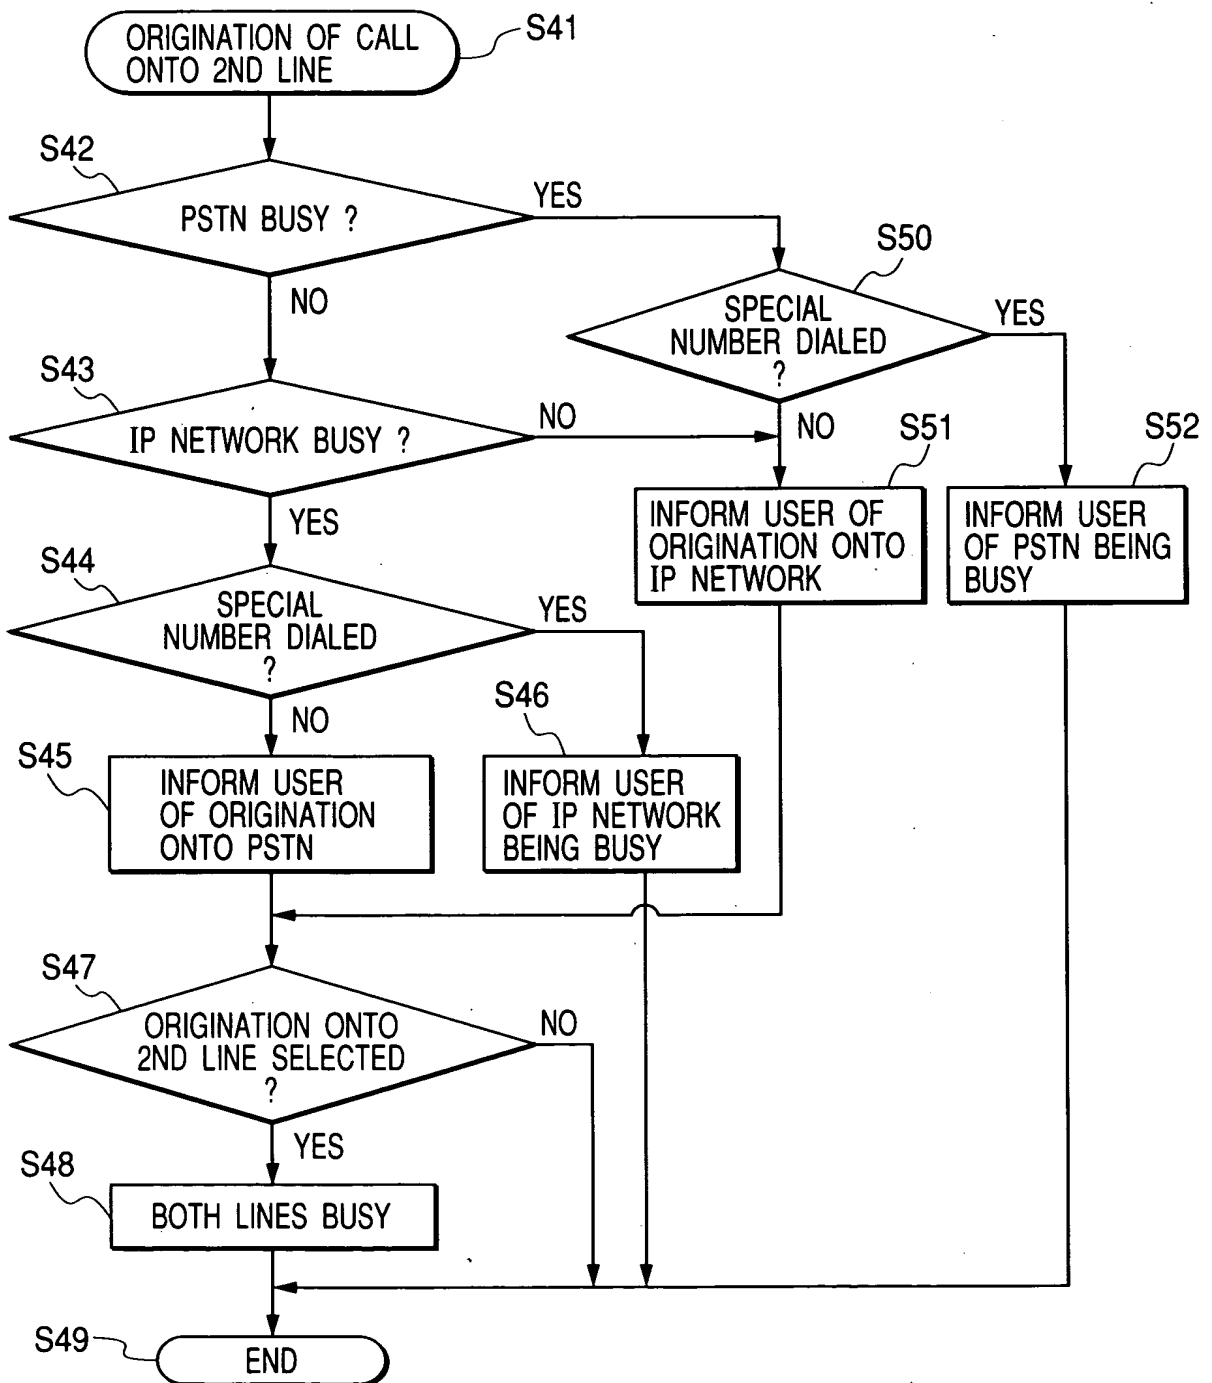 ORIGINATION OF CALL
ONTO 2ND LINE
S41
S42
PSTN BUSY ?
YES
NO
S50
SPECIAL
NUMBER DIALED
?
YES
NO
S43
IP NETWORK BUSY ?
NO
YES
S51
INFORM USER OF
ORIGINATION ONTO
IP NETWORK
S52
INFORM USER
OF PSTN BEING
BUSY
S44
SPECIAL
NUMBER DIALED
?
YES
NO
S45
INFORM USER
OF ORIGINATION
ONTO PSTN
S46
INFORM USER
OF IP NETWORK
BEING BUSY
S47
ORIGINATION ONTO
2ND LINE SELECTED
?
NO
YES
S48
BOTH LINES BUSY
S49
END